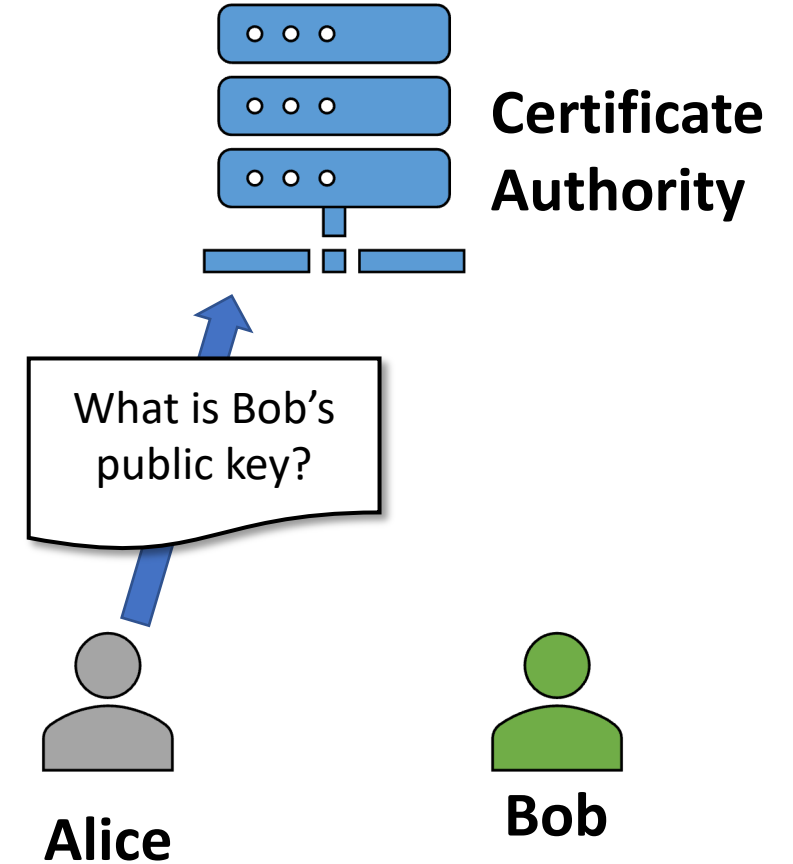 Certificate
Authority
What is Bob’s
public key?
Alice
Bob